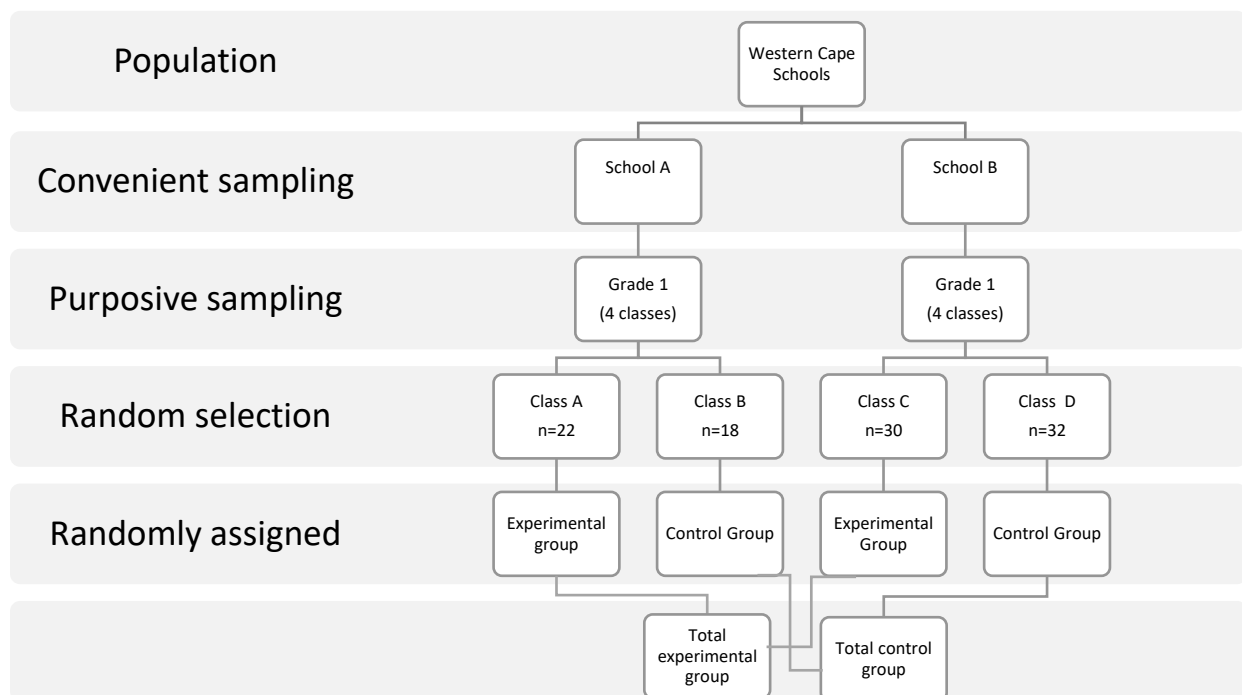 Population
Western Cape
Schools
Convenient sampling
School A
School B
Purposive sampling
Grade 1
(4 classes)
Grade 1
(4 classes)
Random selection
Class A
n=22
Class B
n=18
Class C
n=30
Class D
n=32
Randomly assigned
Experimental
group
Control Group
Experimental
Group
Control Group
Total
experimental
group
Total control
group